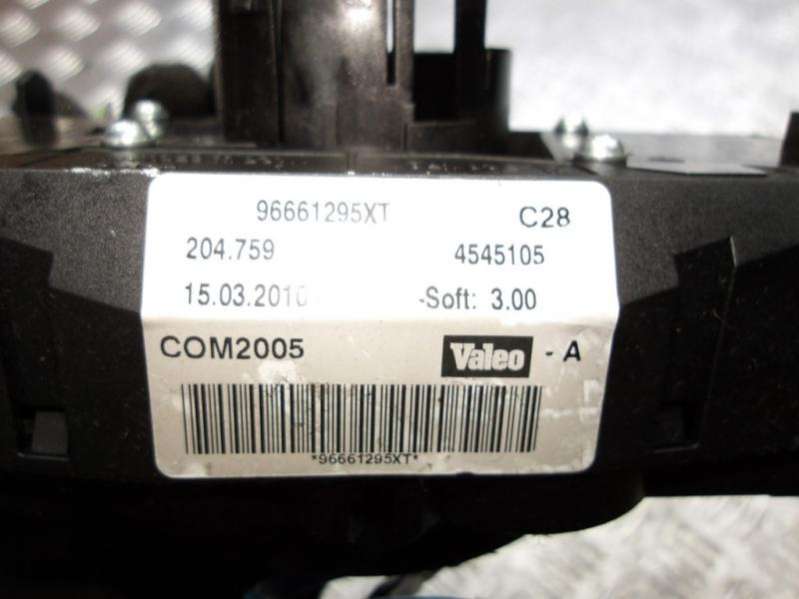 96661295XT C28
204.759 4545105
15.03.2010 -Soft: 3.00
COM2005 Valeo - A
*96661295XT*